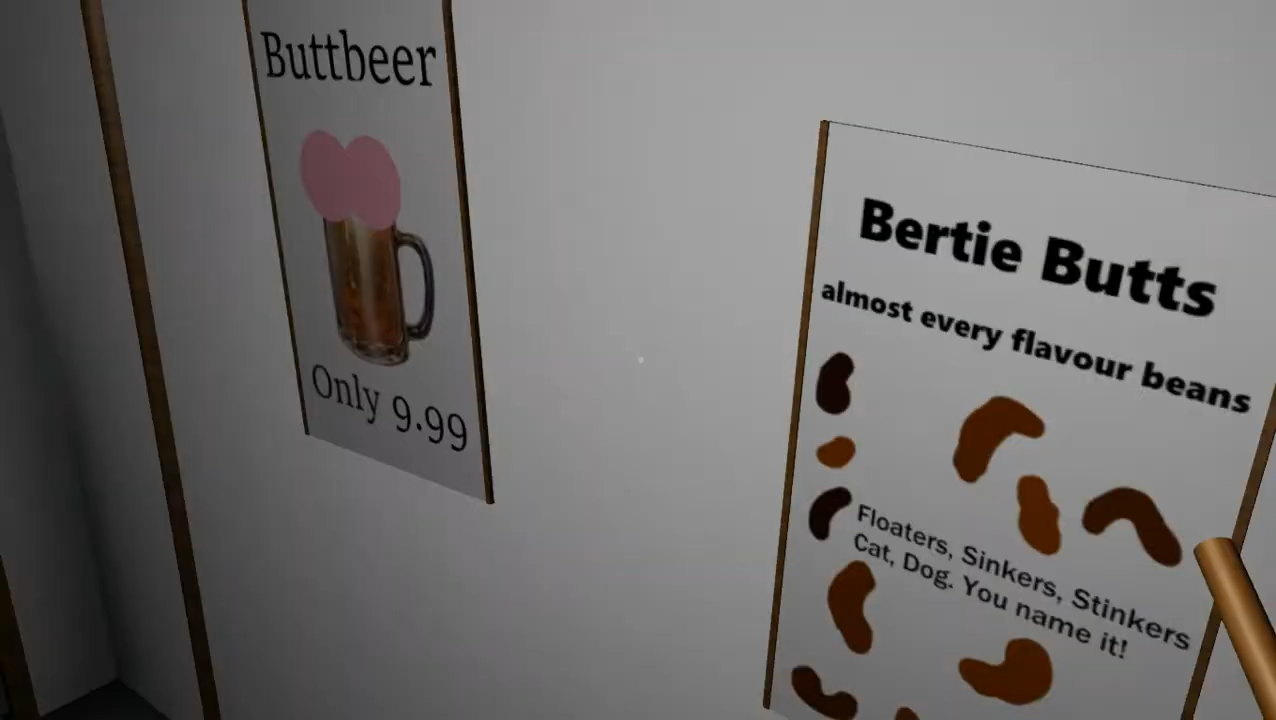 Buttbeer
Only 9.99
Bertie Butts
almost every flavour beans
Floaters, Sinkers, Stinkers
Cat, Dog. You name it!